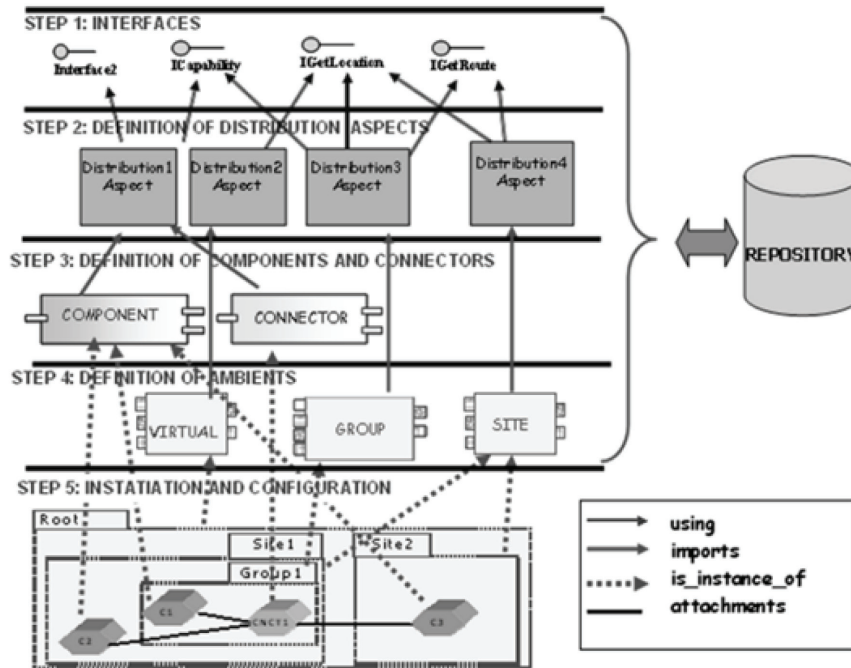 STEP 1: INTERFACES
Interface2
ICapability
IGetLocation
IGetRoute
STEP 2: DEFINITION OF DISTRIBUTION ASPECTS
Distribution1
Aspect
Distribution2
Aspect
Distribution3
Aspect
Distribution4
Aspect
REPOSITORY
STEP 3: DEFINITION OF COMPONENTS AND CONNECTORS
COMPONENT
CONNECTOR
STEP 4: DEFINITION OF AMBIENTS
VIRTUAL
GROUP
SITE
STEP 5: INSTATIATION AND CONFIGURATION
Root
Site1
Site2
Group1
C1
CNCT1
C2
C3
using
imports
is_instance_of
attachments